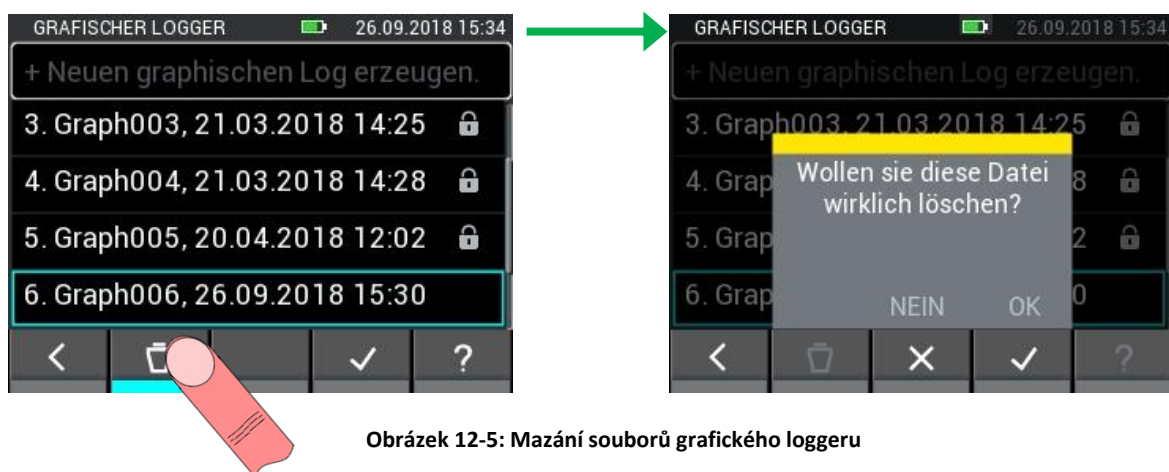 GRAFISCHER LOGGER 26.09.2018 15:34
+ Neuen graphischen Log erzeugen.
3. Graph003, 21.03.2018 14:25
4. Graph004, 21.03.2018 14:28
5. Graph005, 20.04.2018 12:02
6. Graph006, 26.09.2018 15:30
?
GRAFISCHER LOGGER 26.09.2018 15:34
+ Neuen graphischen Log erzeugen.
3. Graph003, 21.03.2018 14:25
4. Grap 8
5. Grap 2
6. Grap 0
Wollen sie diese Datei
wirklich löschen?
NEIN OK
?
Obrázek 12-5: Mazání souborů grafického loggeru